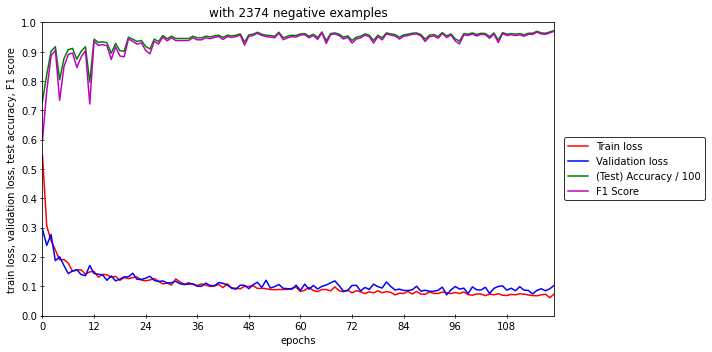 with 2374 negative examples
train loss, validation loss, test accuracy, F1 score
1.0
0.9
0.8
0.7
0.6
0.5
0.4
0.3
0.2
0.1
0.0
0 12 24 36 48 60 72 84 96 108
epochs
Train loss
Validation loss
(Test) Accuracy / 100
F1 Score